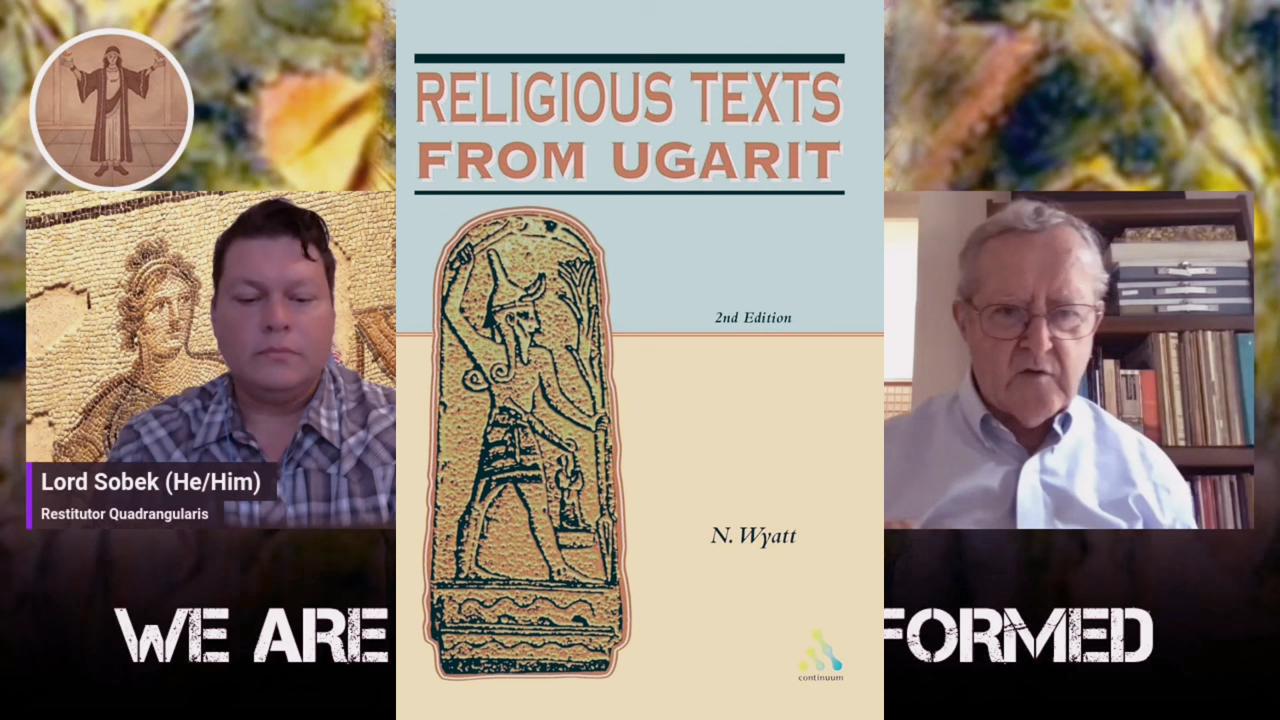 RELIGIOUS TEXTS
FROM UGARIT
2nd Edition
Lord Sobek (He/Him)
Restitutor Quadrangularis
N. Wyatt
WE ARE
FORMED
continuum